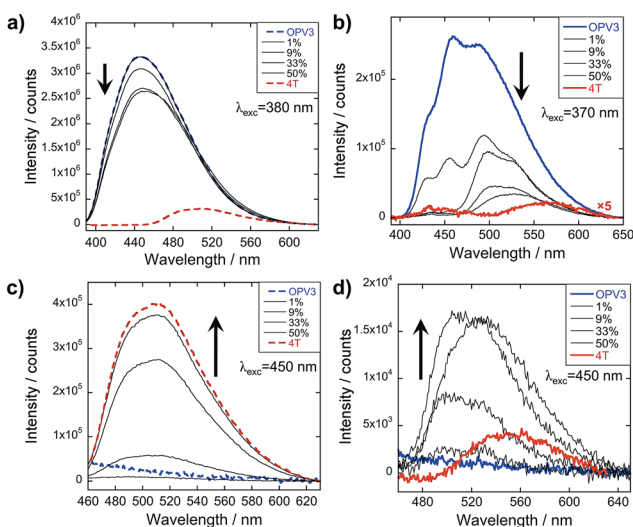 a)
4x10⁶
3.5x10⁶
3x10⁶
2.5x10⁶
2x10⁶
1.5x10⁶
1x10⁶
5x10⁵
0
Intensity / counts
OPV3
1%
9%
33%
50%
4T
λexc=380 nm
400 440 480 520 560 600
Wavelength / nm
b)
2x10⁵
1x10⁵
0
Intensity / counts
OPV3
1%
9%
33%
50%
4T
λexc=370 nm
×5
400 450 500 550 600 650
Wavelength / nm
c)
4x10⁵
3x10⁵
2x10⁵
1x10⁵
0
Intensity / counts
OPV3
1%
9%
33%
50%
4T
λexc=450 nm
460 480 500 520 540 560 580 600 620
Wavelength / nm
d)
2x10⁴
1.5x10⁴
1x10⁴
5x10³
0
Intensity / counts
OPV3
1%
9%
33%
50%
4T
λexc=450 nm
480 520 560 600 640
Wavelength / nm